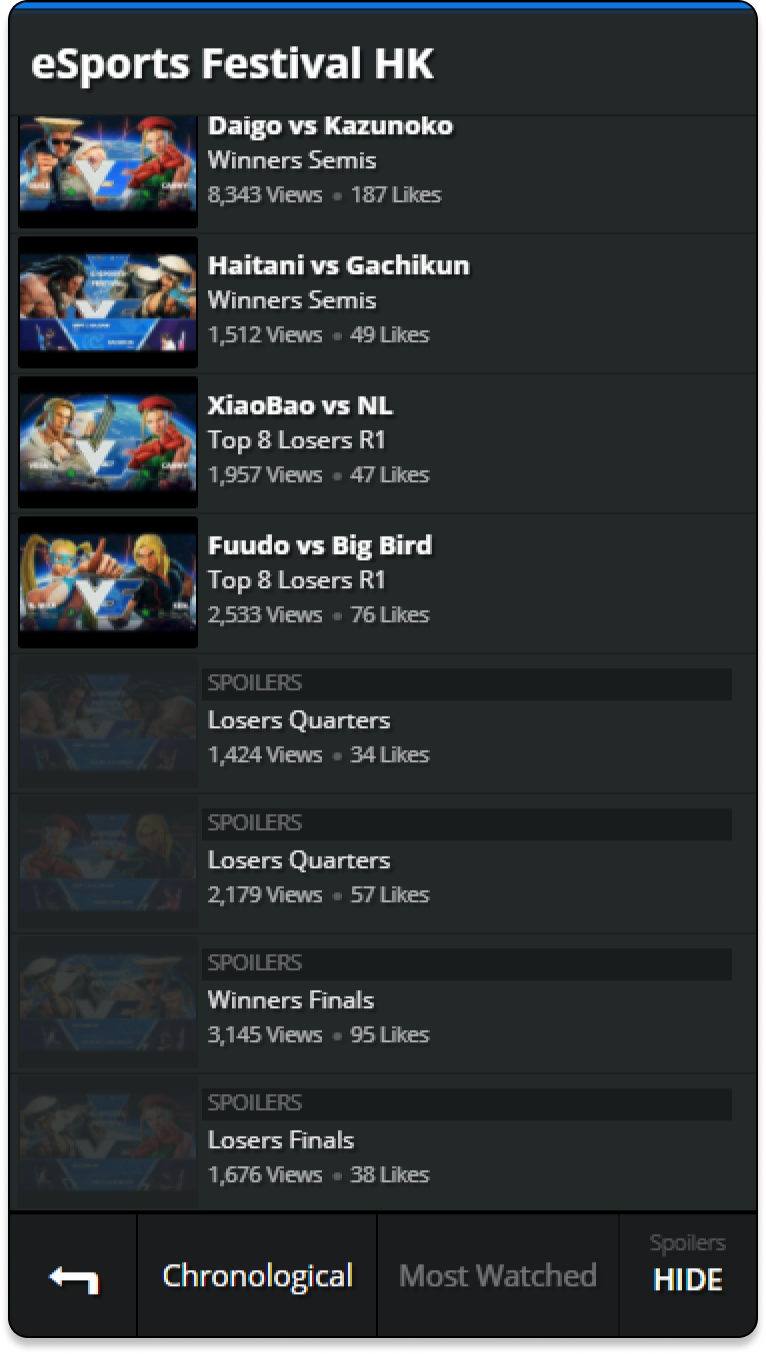 eSports Festival HK
Daigo vs Kazunoko
Winners Semis
8,343 Views • 187 Likes
Haitani vs Gachikun
Winners Semis
1,512 Views • 49 Likes
XiaoBao vs NL
Top 8 Losers R1
1,957 Views • 47 Likes
Fuudo vs Big Bird
Top 8 Losers R1
2,533 Views • 76 Likes
SPOILERS
Losers Quarters
1,424 Views • 34 Likes
SPOILERS
Losers Quarters
2,179 Views • 57 Likes
SPOILERS
Winners Finals
3,145 Views • 95 Likes
SPOILERS
Losers Finals
1,676 Views • 38 Likes
Chronological
Most Watched
Spoilers
HIDE